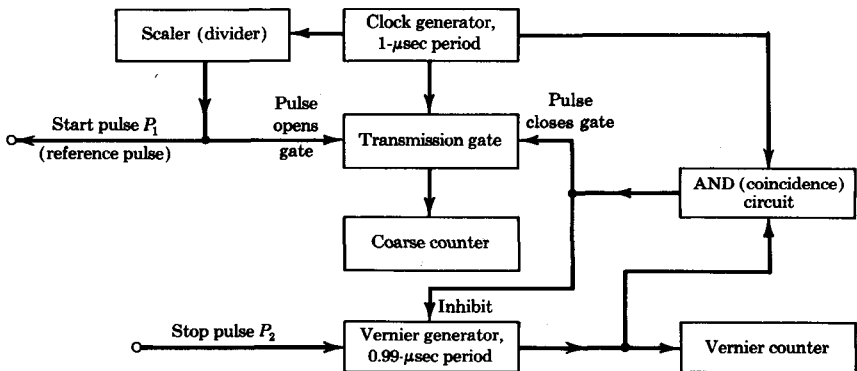 Scaler (divider)
Clock generator,
1-μsec period
Start pulse P₁
(reference pulse)
Pulse
opens
gate
Transmission gate
Pulse
closes gate
AND (coincidence)
circuit
Coarse counter
Inhibit
Stop pulse P₂
Vernier generator,
0.99-μsec period
Vernier counter